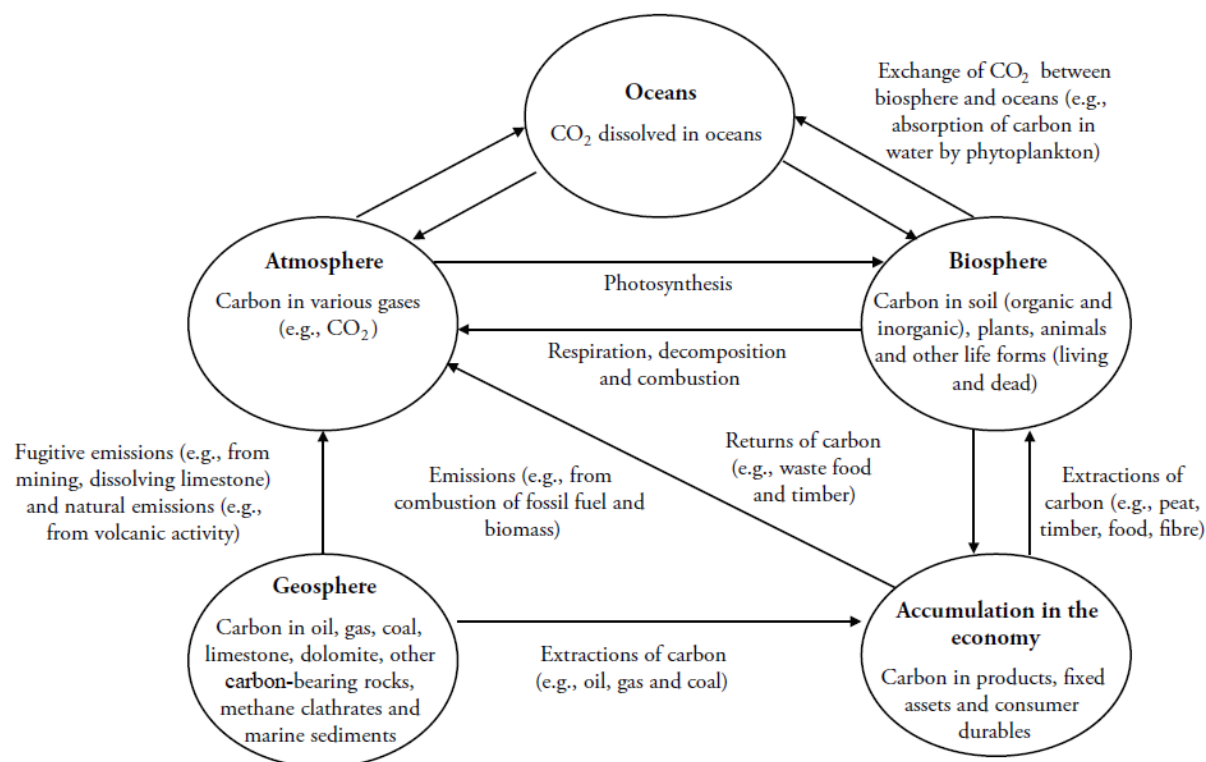 Oceans
CO₂ dissolved in oceans
Exchange of CO₂ between
biosphere and oceans (e.g.,
absorption of carbon in
water by phytoplankton)
Atmosphere
Carbon in various gases
(e.g., CO₂)
Photosynthesis
Respiration, decomposition
and combustion
Biosphere
Carbon in soil (organic and
inorganic), plants, animals
and other life forms (living
and dead)
Fugitive emissions (e.g., from
mining, dissolving limestone)
and natural emissions (e.g.,
from volcanic activity)
Emissions (e.g., from
combustion of fossil fuel and
biomass)
Returns of carbon
(e.g., waste food
and timber)
Extractions of
carbon (e.g., peat,
timber, food, fibre)
Geosphere
Carbon in oil, gas, coal,
limestone, dolomite, other
carbon-bearing rocks,
methane clathrates and
marine sediments
Extractions of carbon
(e.g., oil, gas and coal)
Accumulation in the
economy
Carbon in products, fixed
assets and consumer
durables